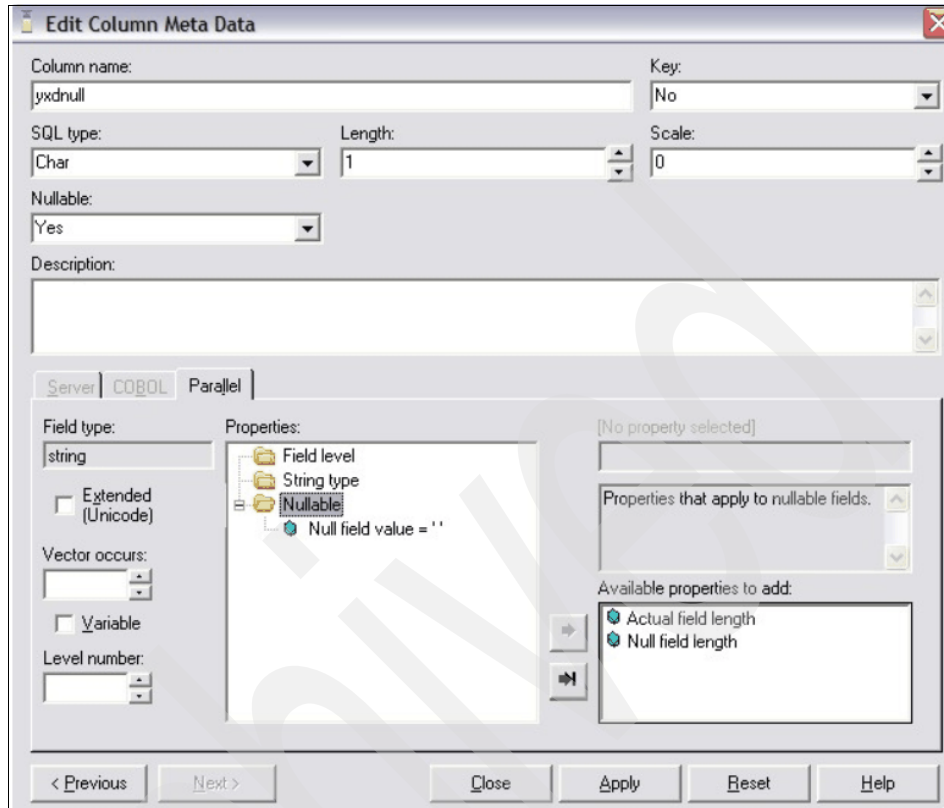 Edit Column Meta Data
Column name:
Key:
yxdnull
No
SQL type:
Length:
Scale:
Char
1
0
Nullable:
Yes
Description:
Server
COBOL
Parallel
Field type:
Properties:
[No property selected]
string
Field level
String type
Nullable
Null field value = ' '
Extended
(Unicode)
Properties that apply to nullable fields.
Vector occurs:
Variable
Level number:
Available properties to add:
Actual field length
Null field length
< Previous
Next >
Close
Apply
Reset
Help